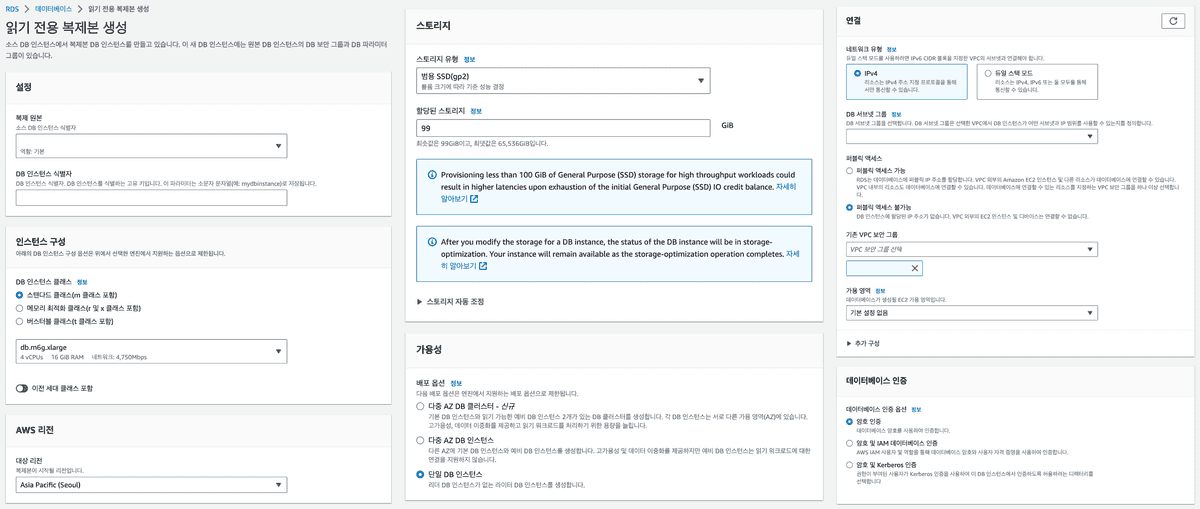 RDS > 데이터베이스 > 읽기 전용 복제본 생성
읽기 전용 복제본 생성
소스 DB 인스턴스에서 복제본 DB 인스턴스를 만들고 있습니다. 이 새 DB 인스턴스에는 원본 DB 인스턴스의 DB 보안 그룹과 DB 파라미터
그룹이 있습니다.
설정
복제 원본
소스 DB 인스턴스 식별자
역할: 기본
DB 인스턴스 식별자
DB 인스턴스 식별자. DB 인스턴스를 식별하는 고유 키입니다. 이 파라미터는 소문자 문자열(예: mydbinstance)로 저장됩니다.
인스턴스 구성
아래의 DB 인스턴스 구성 옵션은 위에서 선택한 엔진에서 지원하는 옵션으로 제한됩니다.
DB 인스턴스 클래스 정보
스탠다드 클래스(m 클래스 포함)
메모리 최적화 클래스(r 및 x 클래스 포함)
버스터블 클래스(t 클래스 포함)
db.m6g.xlarge
4 vCPUs 16 GiB RAM 네트워크: 4,750Mbps
이전 세대 클래스 포함
AWS 리전
대상 리전
복제본이 시작될 리전입니다.
Asia Pacific (Seoul)
스토리지
스토리지 유형 정보
범용 SSD(gp2)
볼륨 크기에 따라 기준 성능 결정
할당된 스토리지 정보
99
GiB
최솟값은 99GiB이고, 최댓값은 65,536GiB입니다.
Provisioning less than 100 GiB of General Purpose (SSD) storage for high throughput workloads could
result in higher latencies upon exhaustion of the initial General Purpose (SSD) IO credit balance. 자세히
알아보기
After you modify the storage for a DB instance, the status of the DB instance will be in storage-
optimization. Your instance will remain available as the storage-optimization operation completes. 자세
히 알아보기
스토리지 자동 조정
가용성
배포 옵션 정보
다음 배포 옵션은 엔진에서 지원하는 배포 옵션으로 제한됩니다.
다중 AZ DB 클러스터 - 신규
기본 DB 인스턴스와 읽기 가능한 예비 DB 인스턴스 2개가 있는 DB 클러스터를 생성합니다. 각 DB 인스턴스는 서로 다른 가용 영역(AZ)에 있습니다.
고가용성, 데이터 이중화를 제공하고 읽기 워크로드를 처리하기 위한 용량을 늘립니다.
다중 AZ DB 인스턴스
다른 AZ에 기본 DB 인스턴스와 예비 DB 인스턴스를 생성합니다. 고가용성 및 데이터 이중화를 제공하지만 예비 DB 인스턴스는 읽기 워크로드에 대한
연결을 지원하지 않습니다.
단일 DB 인스턴스
리더 DB 인스턴스가 없는 라이터 DB 인스턴스를 생성합니다.
연결
네트워크 유형 정보
듀얼 스택 모드를 사용하려면 IPv6 CIDR 블록을 지정한 VPC의 서브넷과 연결해야 합니다.
IPv4
리소스는 IPv4 주소 지정 프로토콜을 통해
서만 통신할 수 있습니다.
듀얼 스택 모드
리소스는 IPv4, IPv6 또는 둘 모두를 통해
통신할 수 있습니다.
DB 서브넷 그룹 정보
DB 서브넷 그룹을 선택합니다. DB 서브넷 그룹은 선택한 VPC에서 DB 인스턴스가 어떤 서브넷과 IP 범위를 사용할 수 있는지를 정의합니다.
퍼블릭 액세스
퍼블릭 액세스 가능
RDS는 데이터베이스에 퍼블릭 IP 주소를 할당합니다. VPC 외부의 Amazon EC2 인스턴스 및 다른 리소스가 데이터베이스에 연결할 수 있습니다.
VPC 내부의 리소스도 데이터베이스에 연결할 수 있습니다. 데이터베이스에 연결할 수 있는 리소스를 지정하는 VPC 보안 그룹을 하나 이상 선택합니
다.
퍼블릭 액세스 불가능
DB 인스턴스에 할당된 IP 주소가 없습니다. VPC 외부의 EC2 인스턴스 및 디바이스는 연결할 수 없습니다.
기존 VPC 보안 그룹
VPC 보안 그룹 선택
가용 영역 정보
데이터베이스가 생성될 EC2 가용 영역입니다.
기본 설정 없음
추가 구성
데이터베이스 인증
데이터베이스 인증 옵션 정보
암호 인증
데이터베이스 암호를 사용하여 인증합니다.
암호 및 IAM 데이터베이스 인증
AWS IAM 사용자 및 역할을 통해 데이터베이스 암호와 사용자 자격 증명을 사용하여 인증합니다.
암호 및 Kerberos 인증
권한이 부여된 사용자가 Kerberos 인증을 사용하여 이 DB 인스턴스에서 인증하도록 허용하려는 디렉터리를
선택합니다